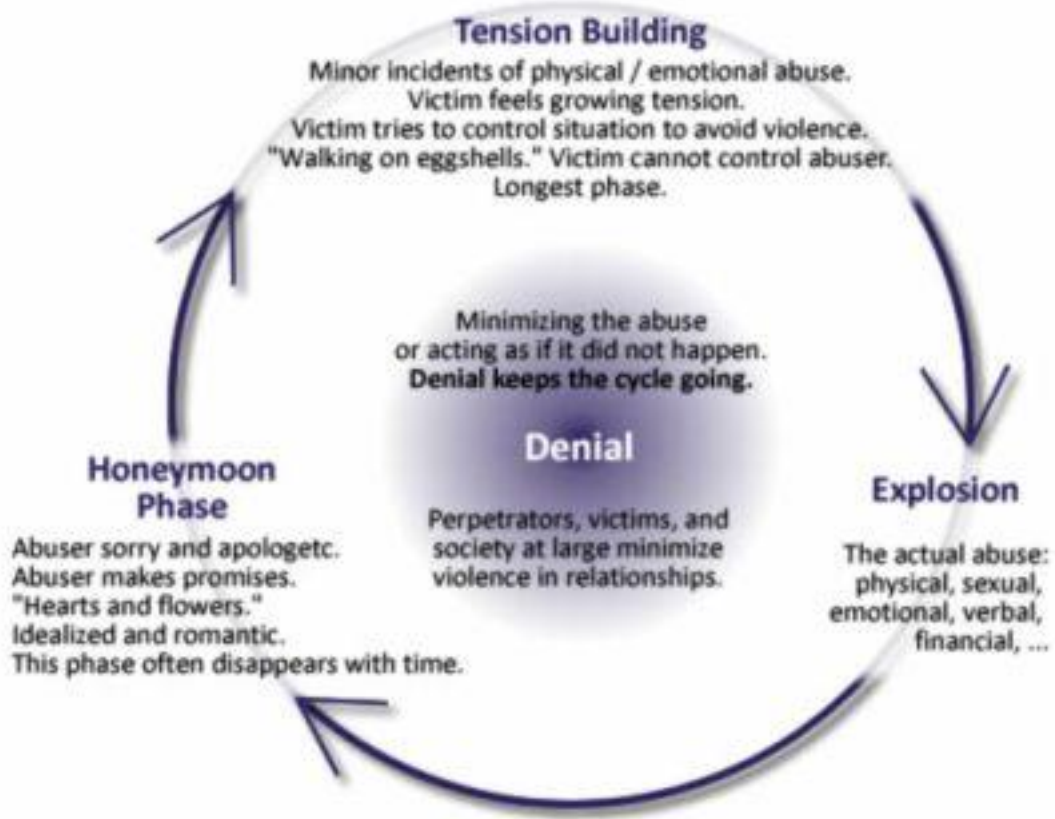 Tension Building
Minor incidents of physical / emotional abuse.
Victim feels growing tension.
Victim tries to control situation to avoid violence.
"Walking on eggshells." Victim cannot control abuser.
Longest phase.
Minimizing the abuse
or acting as if it did not happen.
Denial keeps the cycle going.
Denial
Perpetrators, victims, and
society at large minimize
violence in relationships.
Explosion
The actual abuse:
physical, sexual,
emotional, verbal,
financial, ...
Honeymoon
Phase
Abuser sorry and apologetc.
Abuser makes promises.
"Hearts and flowers."
Idealized and romantic.
This phase often disappears with time.